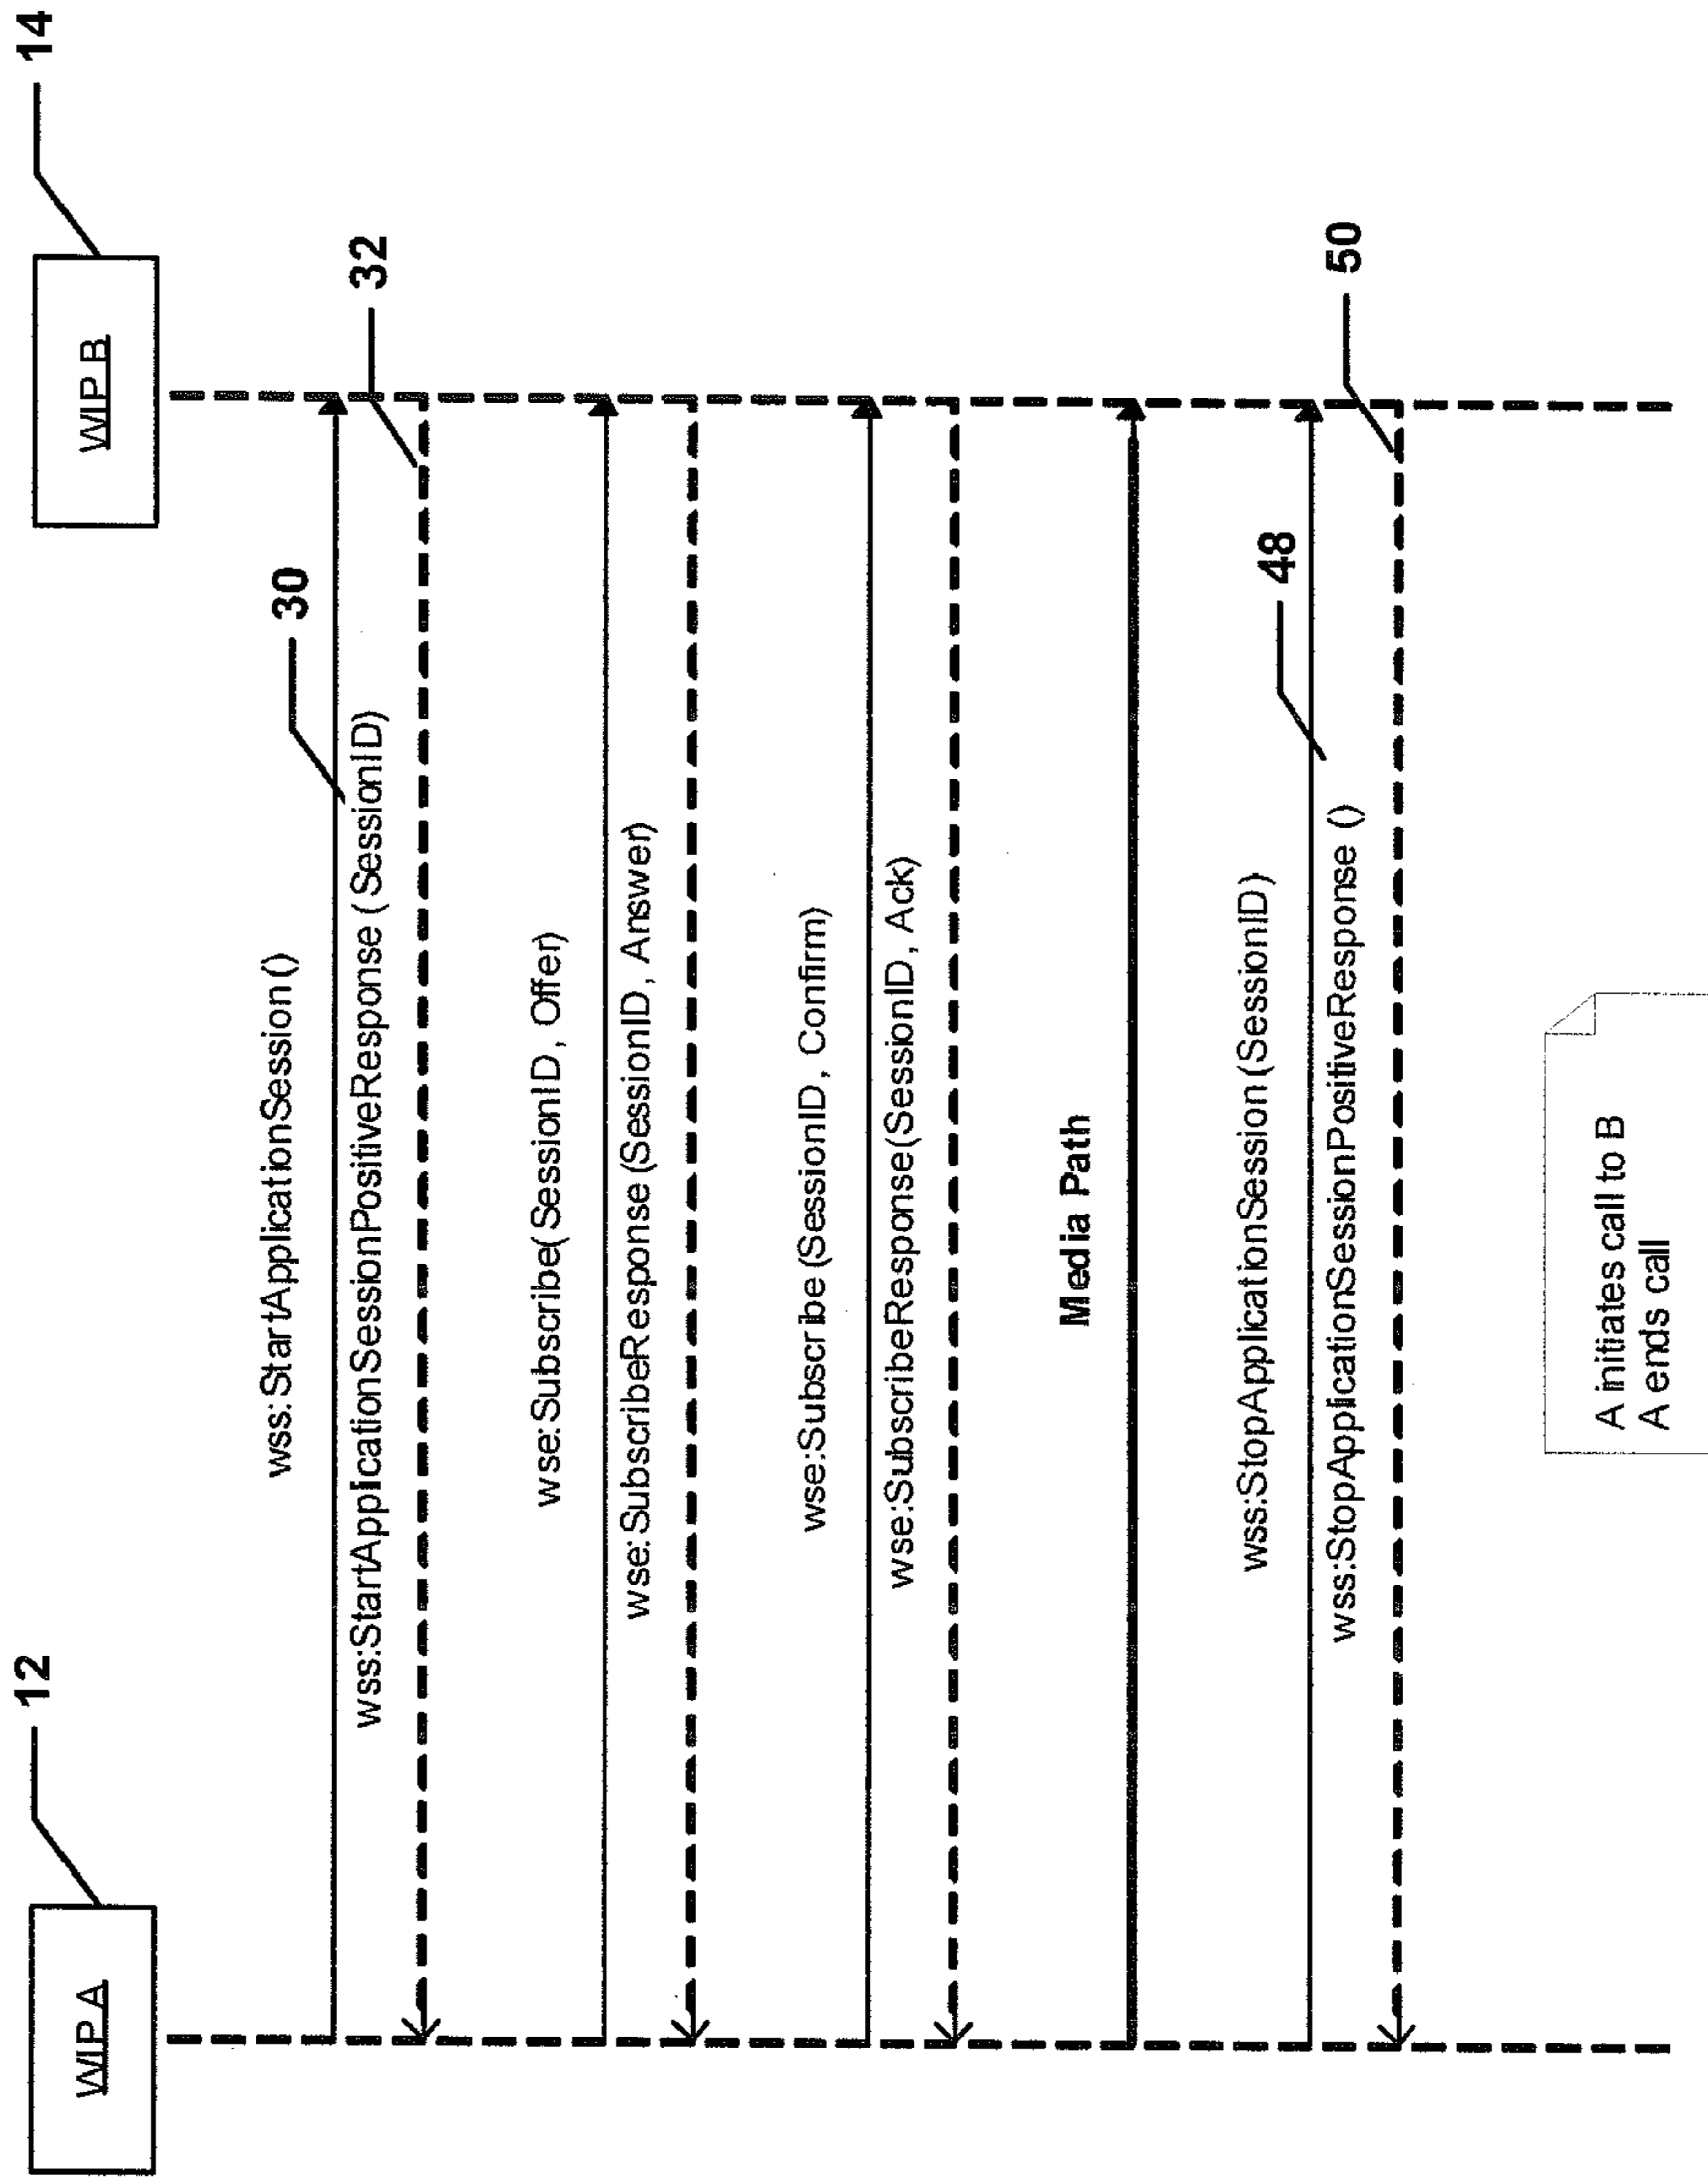 12
14
WIP A
WIP B
wss:StartApplicationSession()
30
wss:StartApplicationSessionPositiveResponse (SessionID)
32
wse:Subscribe(SessionID, Offer)
wse:SubscribeResponse (SessionID, Answer)
wse:Subscribe (SessionID, Confirm)
wse:SubscribeResponse(SessionID, Ack)
Media Path
wss:StopApplicationSession(SessionID)
48
wss:StopApplicationSessionPositiveResponse ()
50
A initiates call to B
A ends call